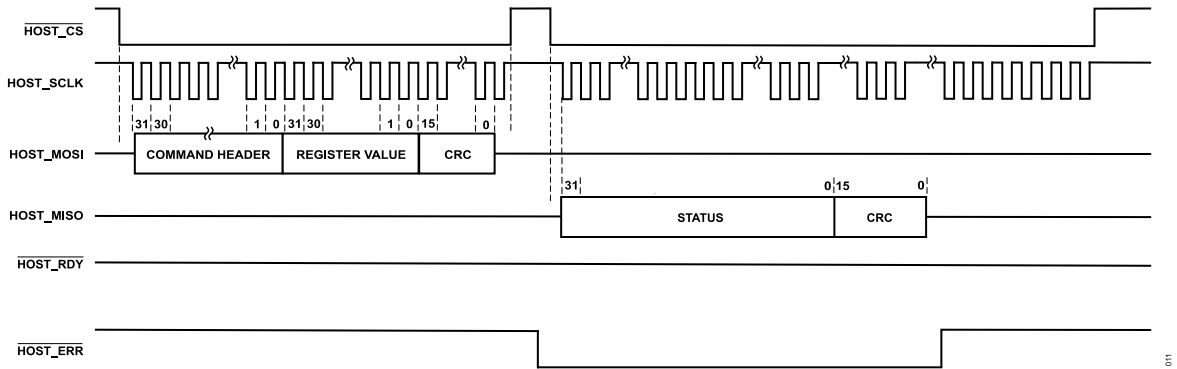 HOST_CS
HOST_SCLK
31 30 1 0 31 30 1 0 15 0
HOST_MOSI COMMAND HEADER REGISTER VALUE CRC
31 0 15 0
HOST_MISO STATUS CRC
HOST_RDY
HOST_ERR
011